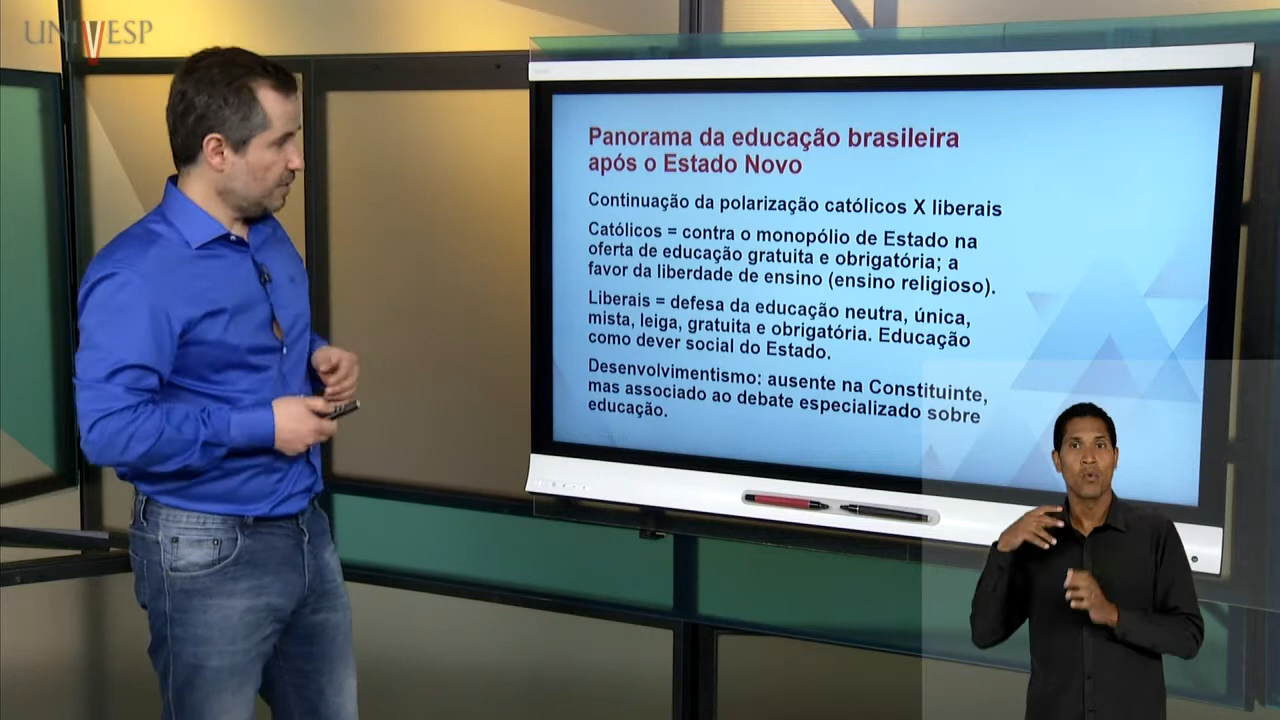 UNIVESP
Panorama da educação brasileira
após o Estado Novo
Continuação da polarização católicos X liberais
Católicos = contra o monopólio de Estado na
oferta de educação gratuita e obrigatória; a
favor da liberdade de ensino (ensino religioso).
Liberais = defesa da educação neutra, única,
mista, leiga, gratuita e obrigatória. Educação
como dever social do Estado.
Desenvolvimentismo: ausente na Constituinte,
mas associado ao debate especializado sobre
educação.